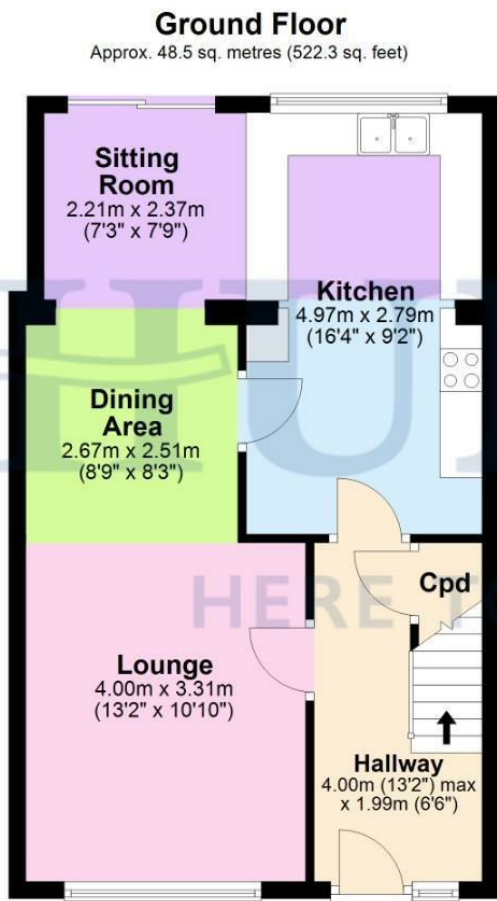 Ground Floor
Approx. 48.5 sq. metres (522.3 sq. feet)
Sitting
Room
2.21m x 2.37m
(7'3" x 7'9")
Kitchen
4.97m x 2.79m
(16'4" x 9'2")
Dining
Area
2.67m x 2.51m
(8'9" x 8'3")
Cpd
HERE T
Lounge
4.00m x 3.31m
(13'2" x 10'10")
Hallway
4.00m (13'2") max
x 1.99m (6'6")